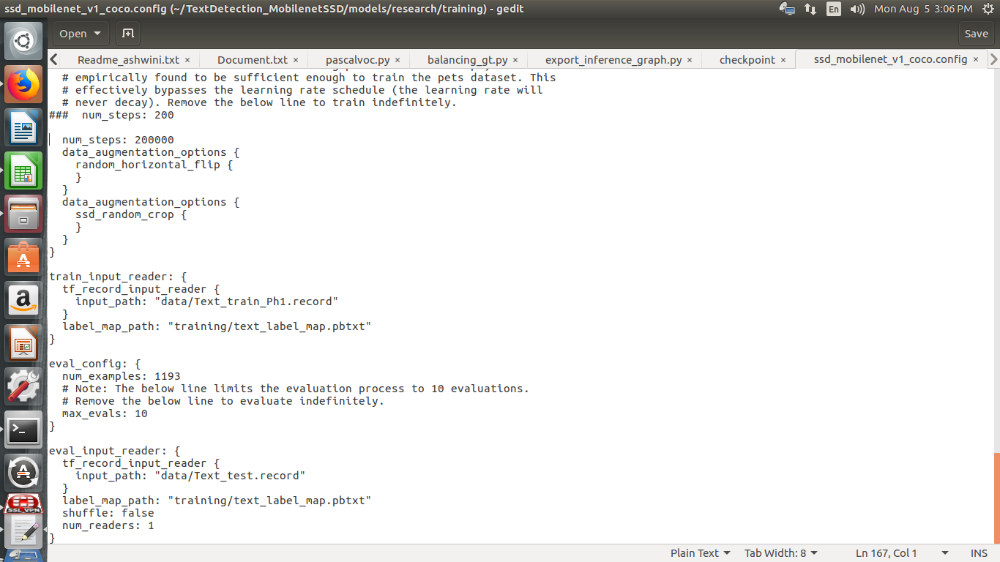 ssd_mobilenet_v1_coco.config (~/TextDetection_MobilenetSSD/models/research/training) - gedit
En
Mon Aug 5 3:06 PM
Open
Save
Readme_ashwini.txt ×
Document.txt ×
pascalvoc.py ×
balancing_gt.py ×
export_inference_graph.py ×
checkpoint ×
ssd_mobilenet_v1_coco.config ×
# empirically found to be sufficient enough to train the pets dataset. This
# effectively bypasses the learning rate schedule (the learning rate will
# never decay). Remove the below line to train indefinitely.
###  num_steps: 200
num_steps: 200000
data_augmentation_options {
random_horizontal_flip {
}
}
data_augmentation_options {
ssd_random_crop {
}
}
}
train_input_reader: {
tf_record_input_reader {
input_path: "data/Text_train_Ph1.record"
}
label_map_path: "training/text_label_map.pbtxt"
}
eval_config: {
num_examples: 1193
# Note: The below line limits the evaluation process to 10 evaluations.
# Remove the below line to evaluate indefinitely.
max_evals: 10
}
eval_input_reader: {
tf_record_input_reader {
input_path: "data/Text_test.record"
}
label_map_path: "training/text_label_map.pbtxt"
shuffle: false
num_readers: 1
}
SSL VPN
Plain Text
Tab Width: 8
Ln 167, Col 1
INS